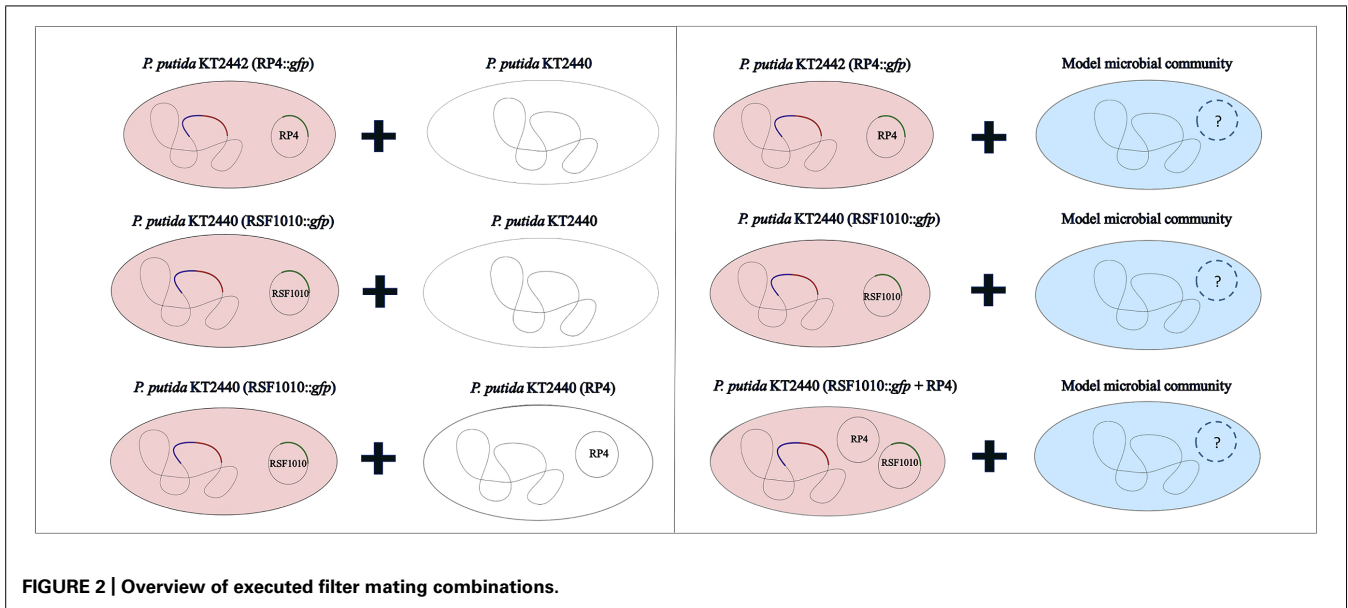 P. putida KT2442 (RP4::gfp)
P. putida KT2440
RP4
P. putida KT2440 (RSF1010::gfp)
P. putida KT2440
RSF1010
P. putida KT2440 (RSF1010::gfp)
P. putida KT2440 (RP4)
RSF1010
RP4
P. putida KT2442 (RP4::gfp)
Model microbial community
RP4
?
P. putida KT2440 (RSF1010::gfp)
Model microbial community
RSF1010
?
P. putida KT2440 (RSF1010::gfp + RP4)
Model microbial community
RP4
RSF1010
?
FIGURE 2 | Overview of executed filter mating combinations.